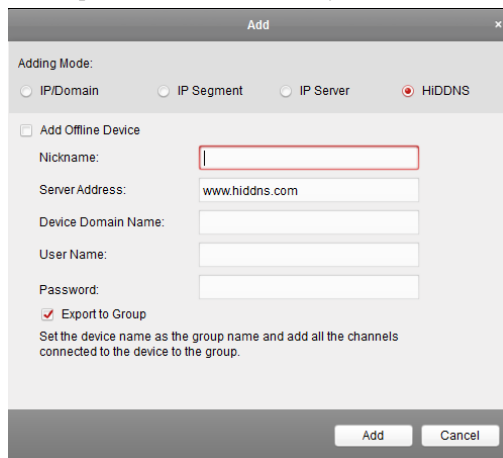 Add
Adding Mode:
IP/Domain IP Segment IP Server HiDDNS
Add Offline Device
Nickname:
Server Address: www.hiddns.com
Device Domain Name:
User Name:
Password:
Export to Group
Set the device name as the group name and add all the channels
connected to the device to the group.
Add Cancel